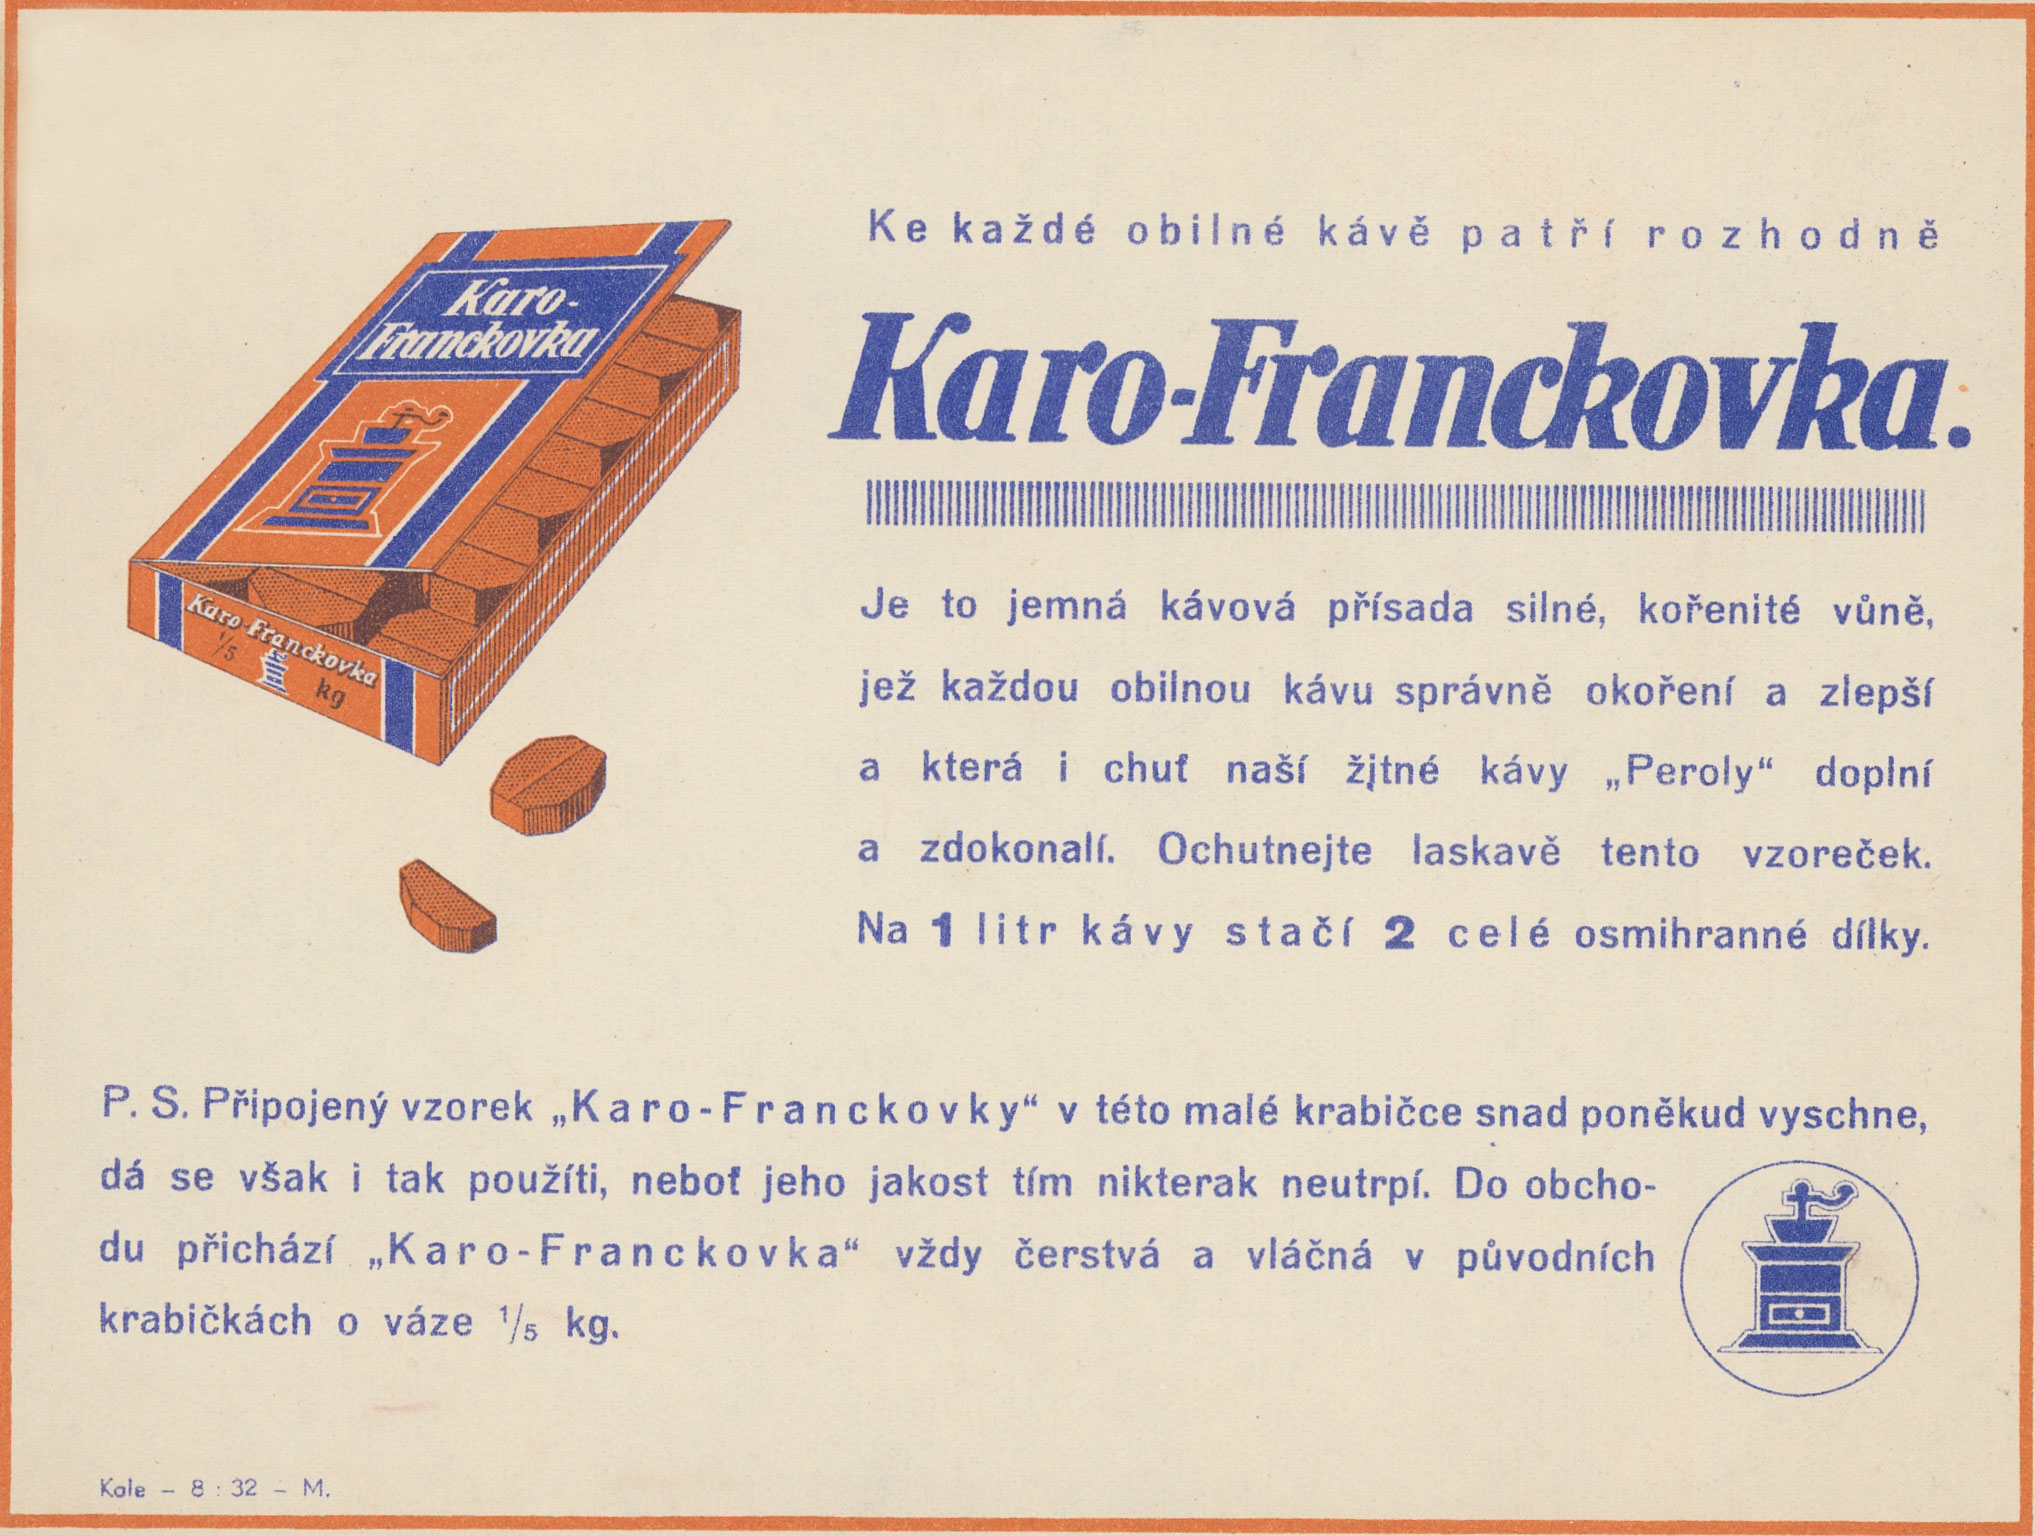 Karo-
Franckovka
Karo-Franckovka
1/5
kg
Ke každé obilné kávě patří rozhodně
Karo-Franckovka.
Je to jemná kávová přísada silné, kořenité vůně,
jež každou obilnou kávu správně okoření a zlepší
a která i chuť naší žitné kávy „Peroly“ doplní
a zdokonalí. Ochutnejte laskavě tento vzoreček.
Na 1 litr kávy stačí 2 celé osmihranné dílky.
P. S. Připojený vzorek „Karo-Franckovky“ v této malé krabičce snad poněkud vyschne,
dá se však i tak použíti, neboť jeho jakost tím nikterak neutrpí. Do obcho-
du přichází „Karo-Franckovka“ vždy čerstvá a vláčná v původních
krabičkách o váze 1/5 kg.
Kole – 8 : 32 – M.